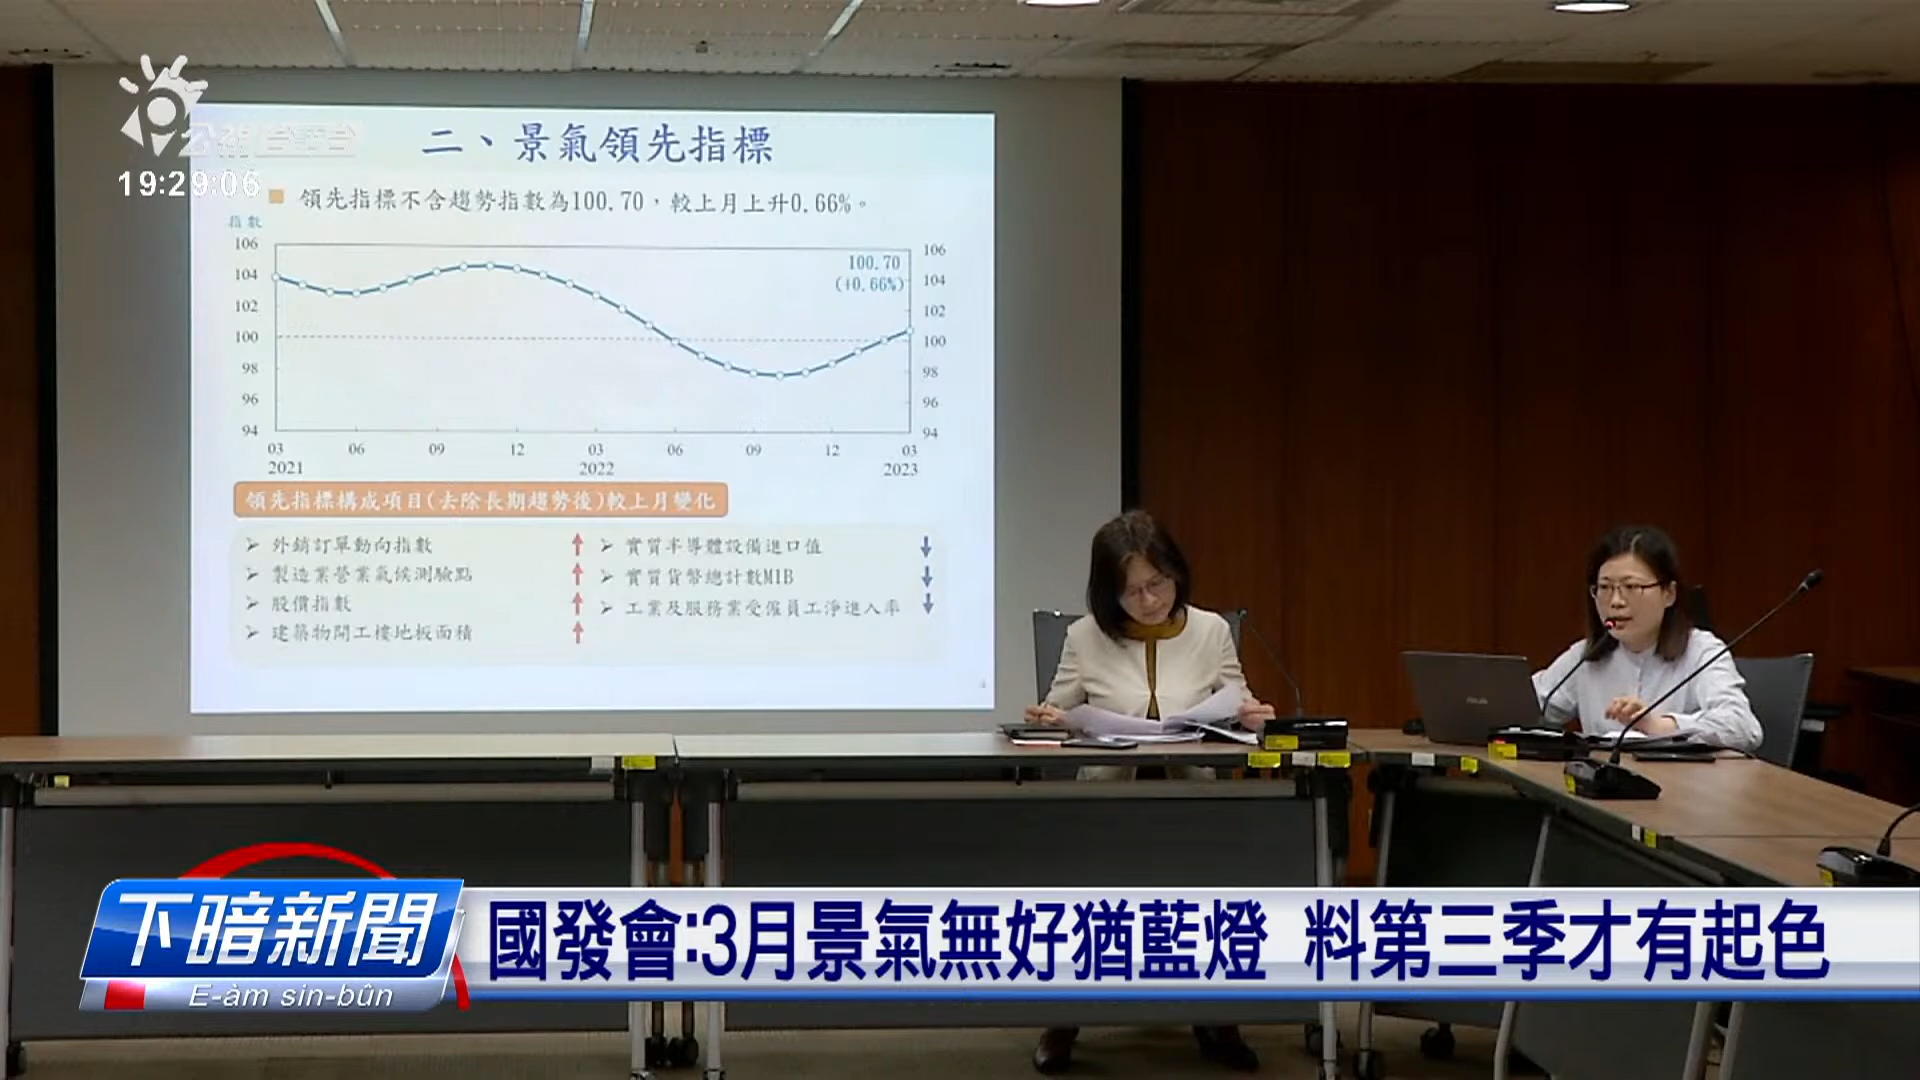 公視台語台
19:29:06
二、景氣領先指標
領先指標不含趨勢指數為100.70，較上月上升0.66%。
指數
106
104
102
100
98
96
94
106
104
102
100
98
96
94
100.70
(+0.66%)
03 06 09 12 03 06 09 12 03
2021 2022 2023
領先指標構成項目(去除長期趨勢後)較上月變化
外銷訂單動向指數
製造業營業氣候測驗點
股價指數
建築物開工樓地板面積
實質半導體設備進口值
實質貨幣總計數M1B
工業及服務業受僱員工淨進入率
下暗新聞
E-àm sin-bûn
國發會:3月景氣無好猶藍燈 料第三季才有起色